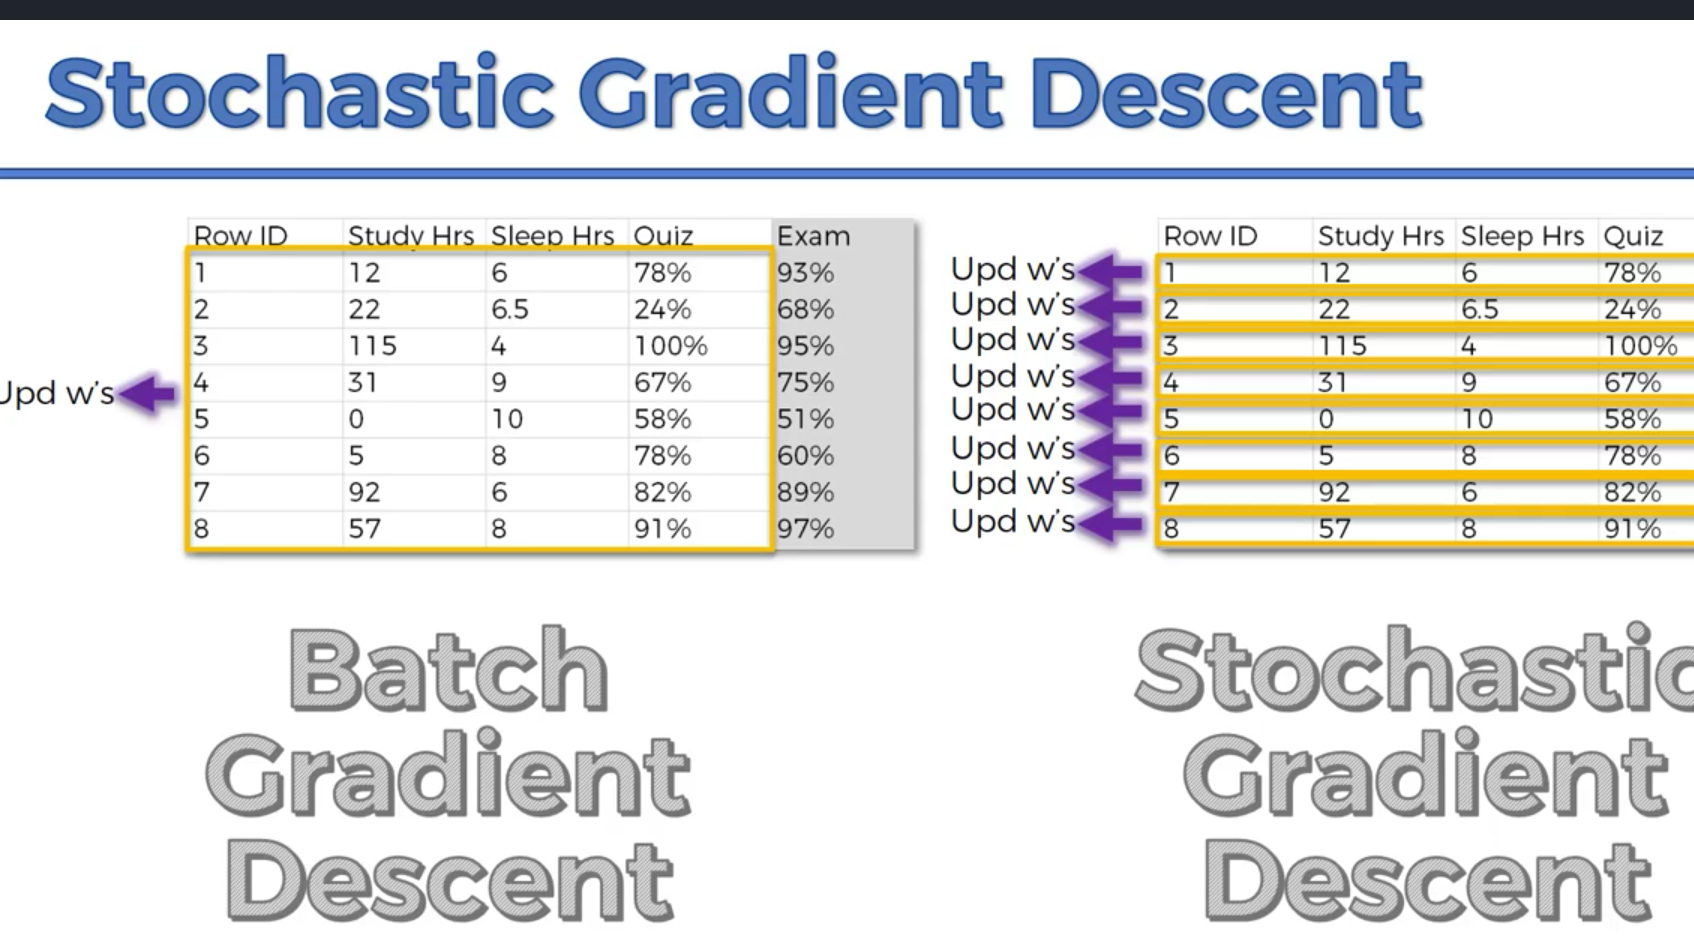 Stochastic Gradient Descent
Row ID Study Hrs Sleep Hrs Quiz Exam
1 12 6 78% 93%
2 22 6.5 24% 68%
3 115 4 100% 95%
4 31 9 67% 75%
5 0 10 58% 51%
6 5 8 78% 60%
7 92 6 82% 89%
8 57 8 91% 97%
Upd w's
Batch
Gradient
Descent
Row ID Study Hrs Sleep Hrs Quiz
Upd w's 1 12 6 78%
Upd w's 2 22 6.5 24%
Upd w's 3 115 4 100%
Upd w's 4 31 9 67%
Upd w's 5 0 10 58%
Upd w's 6 5 8 78%
Upd w's 7 92 6 82%
Upd w's 8 57 8 91%
Stochastic
Gradient
Descent